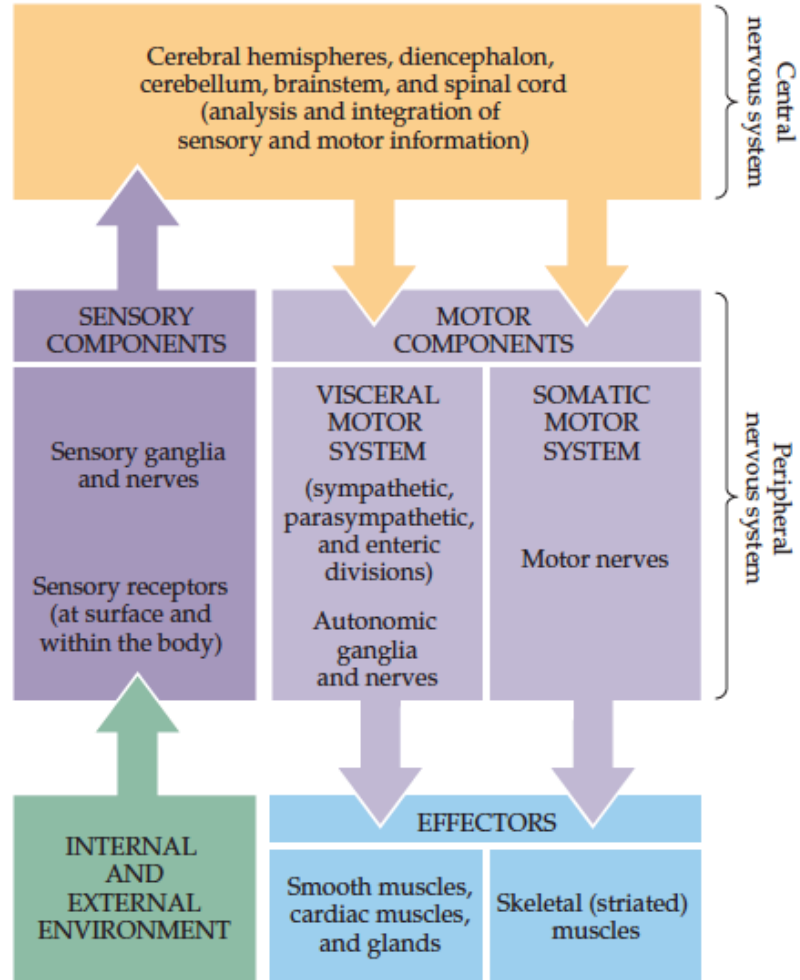 Cerebral hemispheres, diencephalon,
cerebellum, brainstem, and spinal cord
(analysis and integration of
sensory and motor information)
Central
nervous system
SENSORY
COMPONENTS
MOTOR
COMPONENTS
Sensory ganglia
and nerves
Sensory receptors
(at surface and
within the body)
VISCERAL
MOTOR
SYSTEM
(sympathetic,
parasympathetic,
and enteric
divisions)
Autonomic
ganglia
and nerves
SOMATIC
MOTOR
SYSTEM
Motor nerves
Peripheral
nervous system
INTERNAL
AND
EXTERNAL
ENVIRONMENT
EFFECTORS
Smooth muscles,
cardiac muscles,
and glands
Skeletal (striated)
muscles